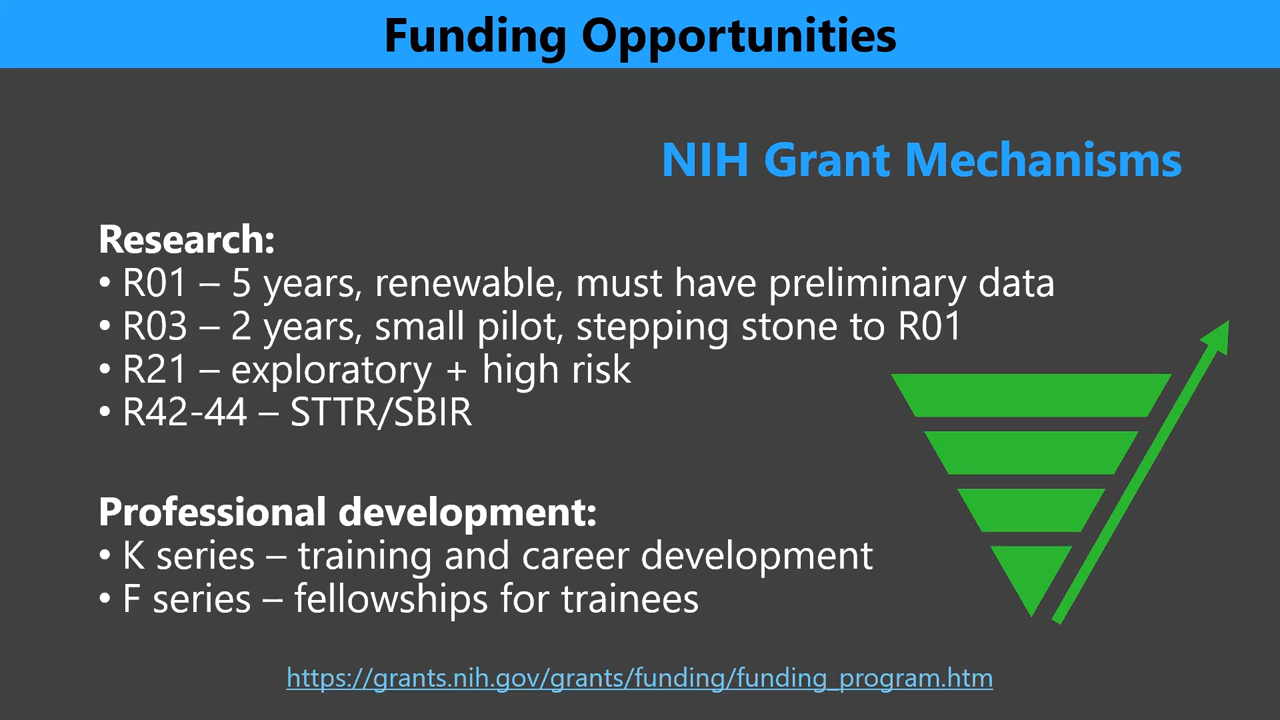 Funding Opportunities
NIH Grant Mechanisms
Research:
• R01 – 5 years, renewable, must have preliminary data
• R03 – 2 years, small pilot, stepping stone to R01
• R21 – exploratory + high risk
• R42-44 – STTR/SBIR
Professional development:
• K series – training and career development
• F series – fellowships for trainees
https://grants.nih.gov/grants/funding/funding_program.htm